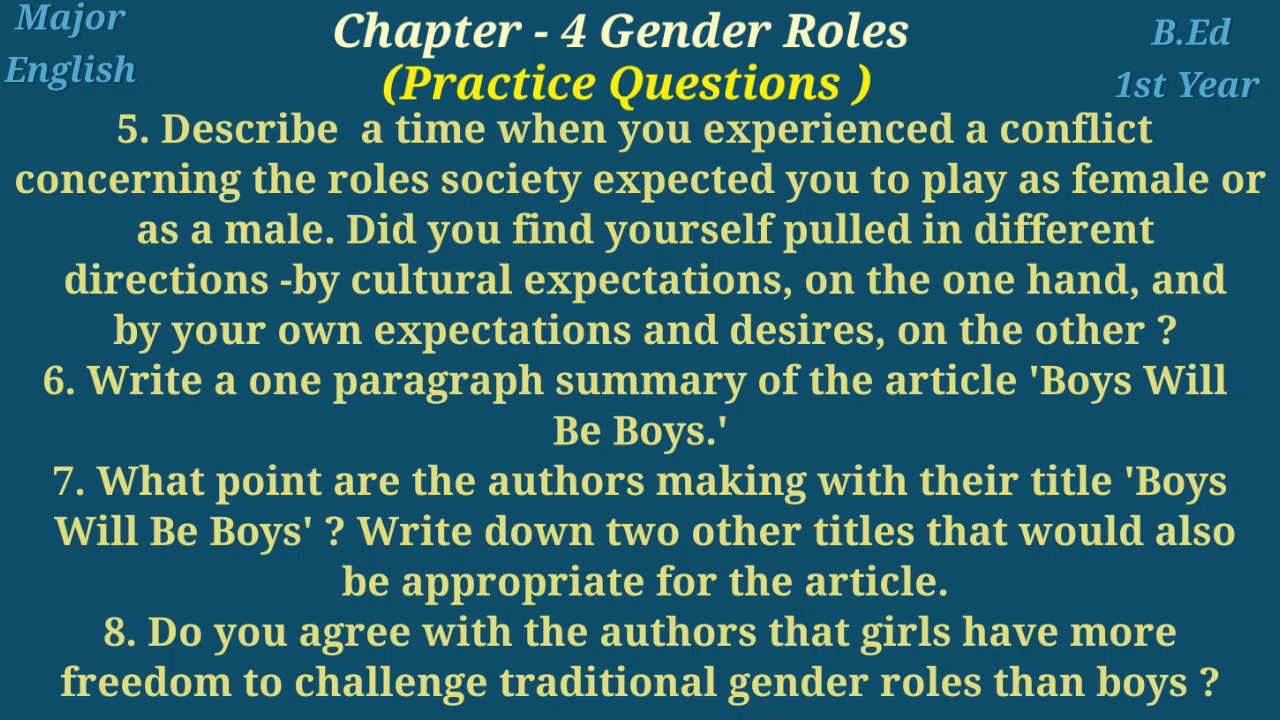 Major
English
Chapter - 4 Gender Roles
(Practice Questions )
B.Ed
1st Year
5. Describe  a time when you experienced a conflict
concerning the roles society expected you to play as female or
as a male. Did you find yourself pulled in different
directions -by cultural expectations, on the one hand, and
by your own expectations and desires, on the other ?
6. Write a one paragraph summary of the article 'Boys Will
Be Boys.'
7. What point are the authors making with their title 'Boys
Will Be Boys' ? Write down two other titles that would also
be appropriate for the article.
8. Do you agree with the authors that girls have more
freedom to challenge traditional gender roles than boys ?